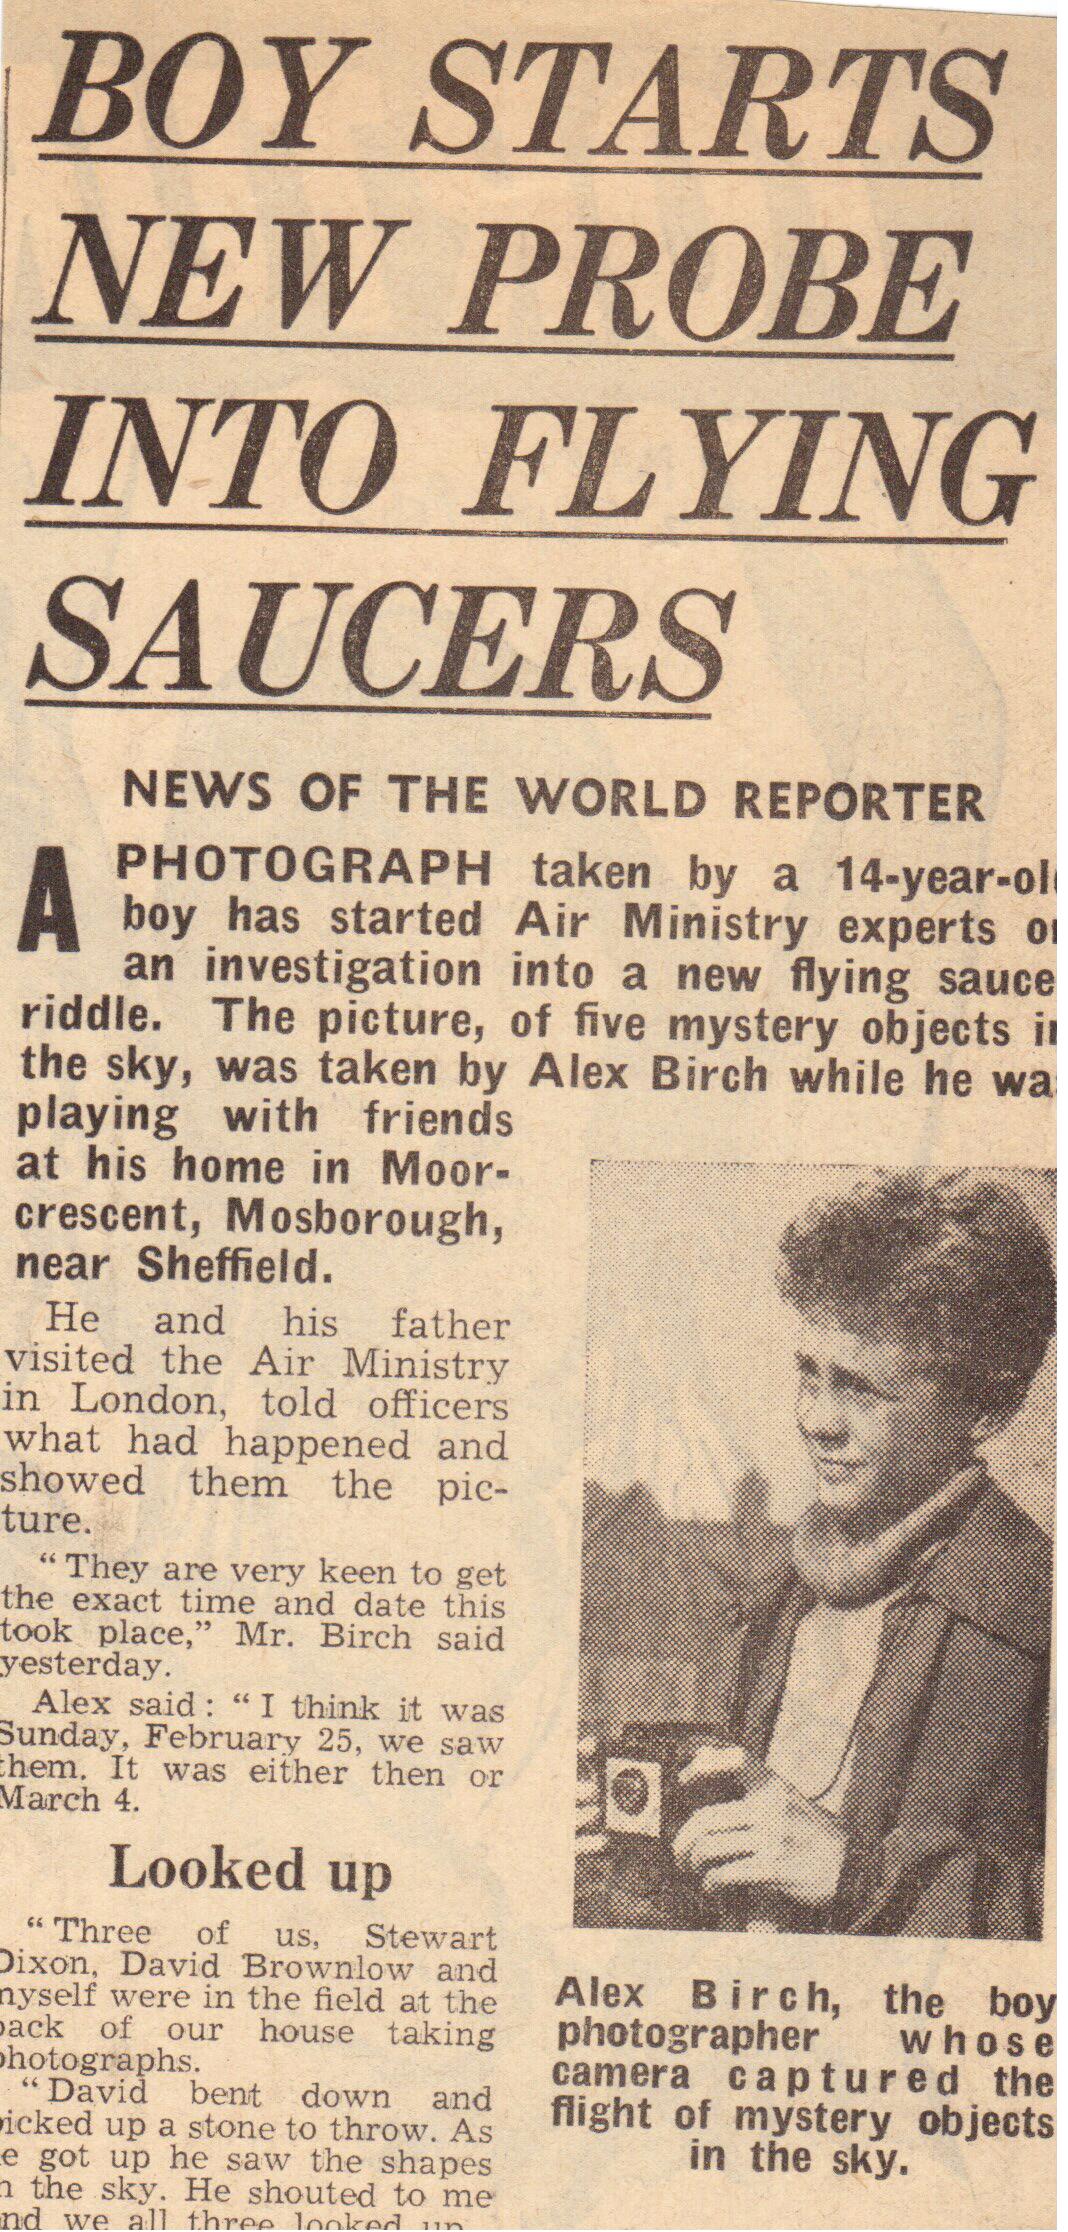 BOY STARTS
NEW PROBE
INTO FLYING
SAUCERS
NEWS OF THE WORLD REPORTER
A PHOTOGRAPH taken by a 14-year-ol
boy has started Air Ministry experts o
an investigation into a new flying sauce
riddle. The picture, of five mystery objects i
the sky, was taken by Alex Birch while he wa
playing with friends
at his home in Moor-
crescent, Mosborough,
near Sheffield.
He and his father
visited the Air Ministry
in London, told officers
what had happened and
showed them the pic-
ture.
“They are very keen to get
the exact time and date this
took place,” Mr. Birch said
yesterday.
Alex said: “I think it was
Sunday, February 25, we saw
them. It was either then or
March 4.
Looked up
“Three of us, Stewart
Dixon, David Brownlow and
myself were in the field at the
back of our house taking
photographs.
“David bent down and
picked up a stone to throw. As
e got up he saw the shapes
n the sky. He shouted to me
nd we all three looked up
Alex Birch, the boy
photographer whose
camera captured the
flight of mystery objects
in the sky.